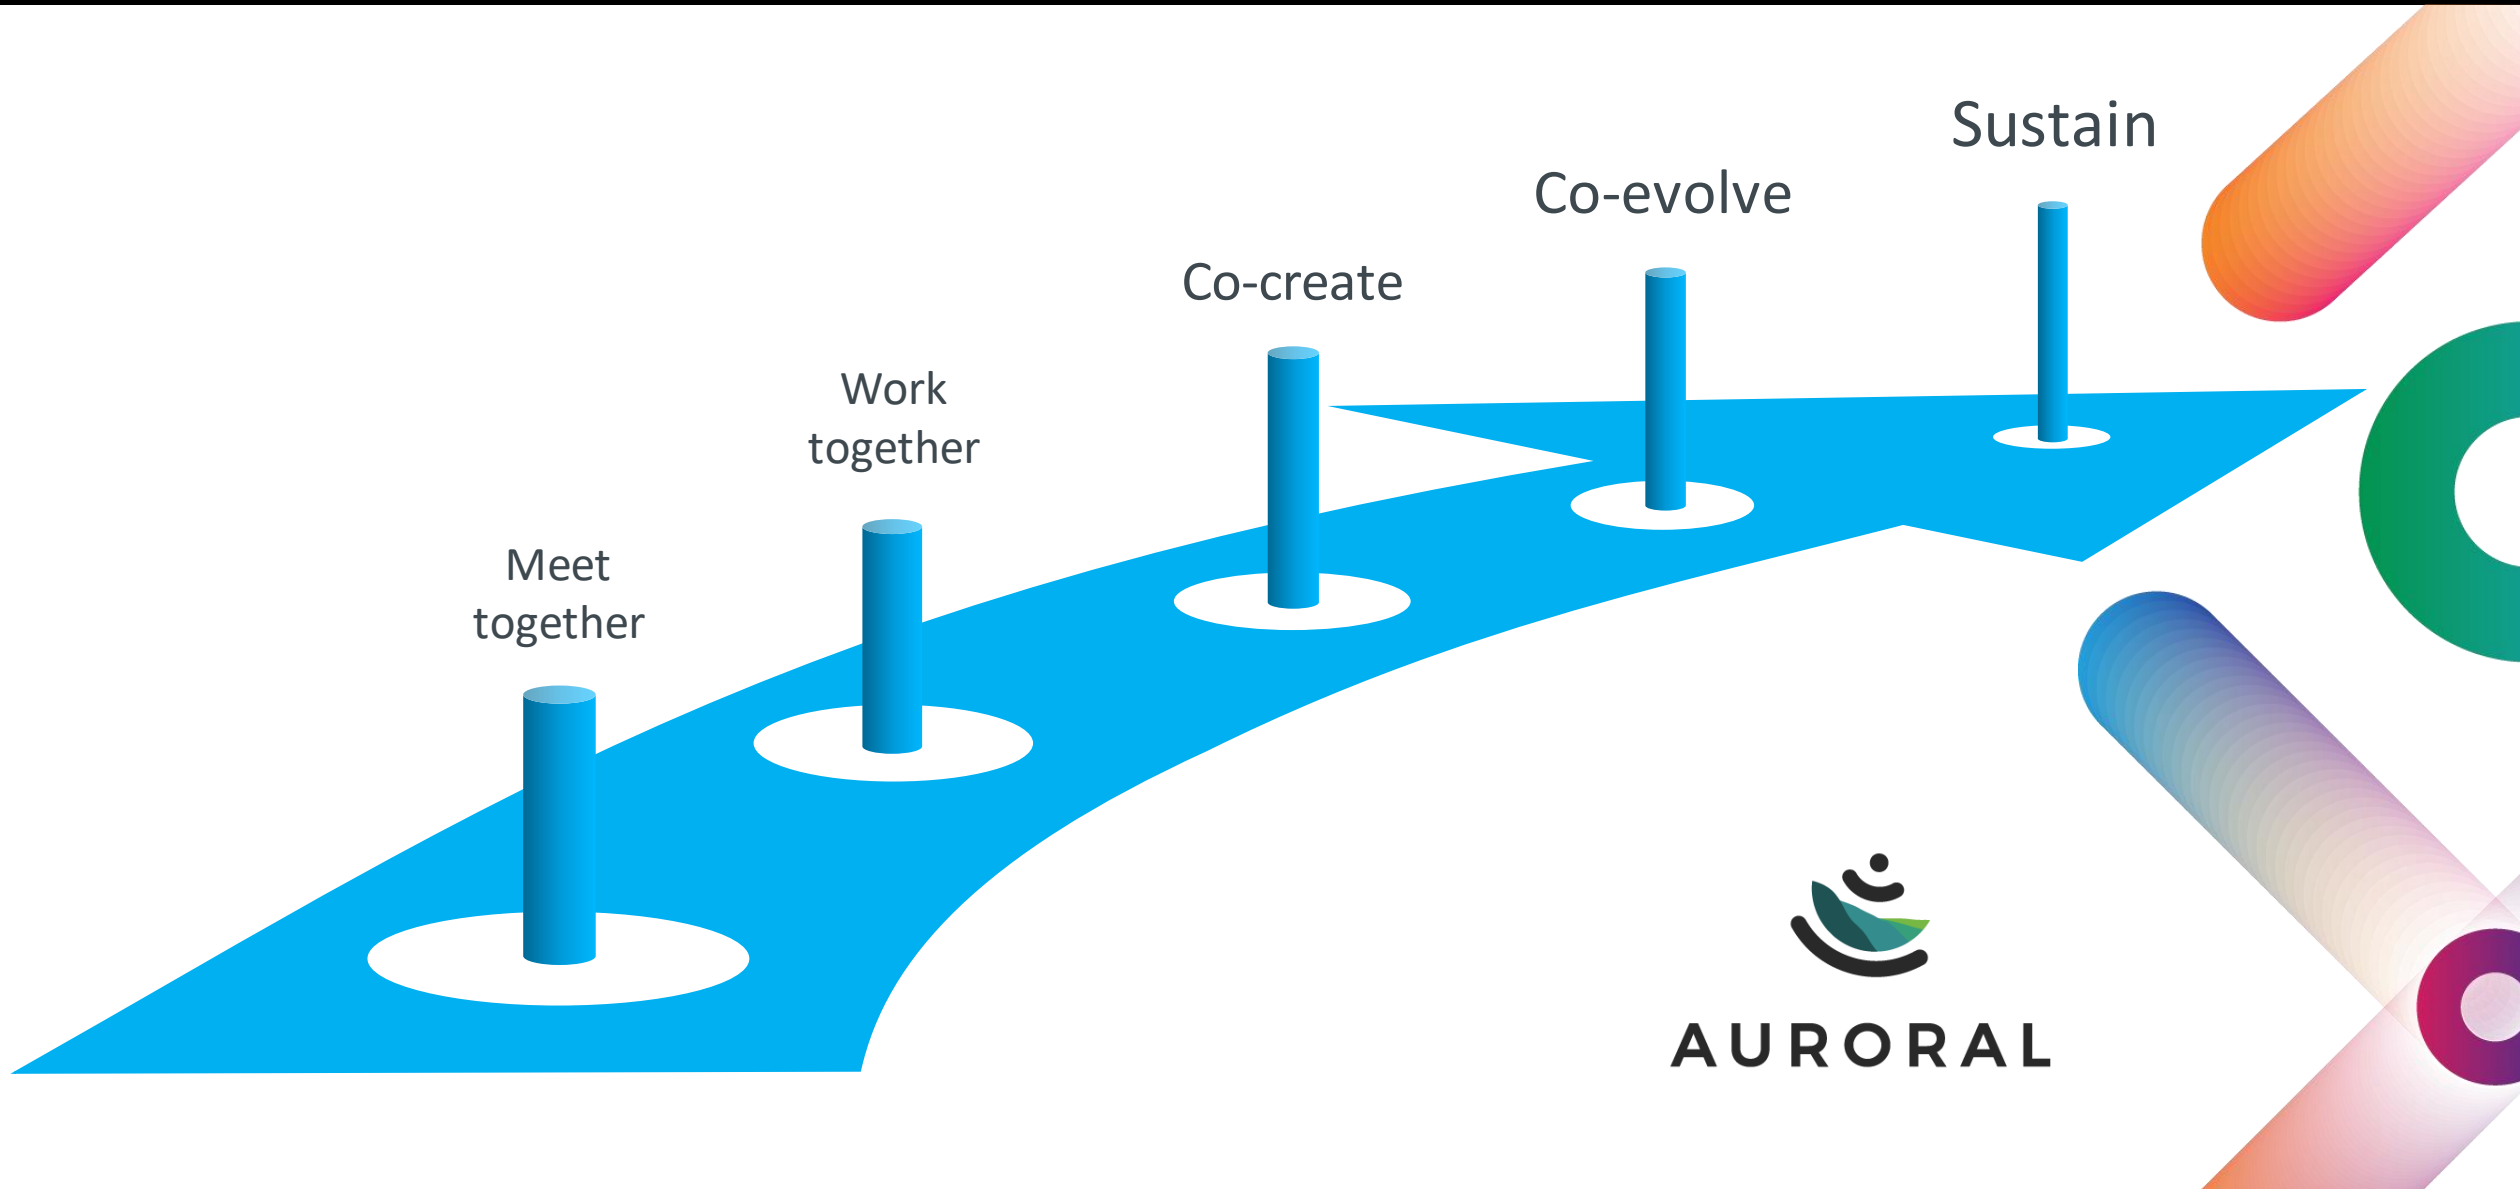 Meet
together
Work
together
Co-create
Co-evolve
Sustain
AURORAL